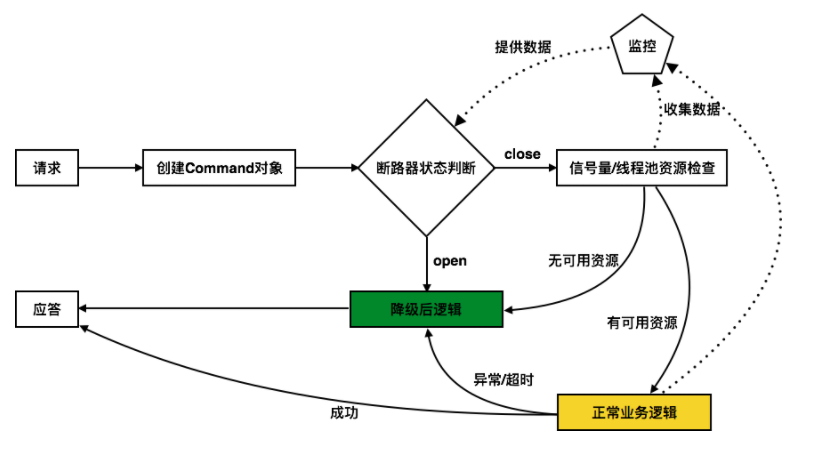 监控
提供数据
收集数据
请求
创建Command对象
断路器状态判断
close
信号量/线程池资源检查
open
无可用资源
应答
降级后逻辑
有可用资源
异常/超时
成功
正常业务逻辑